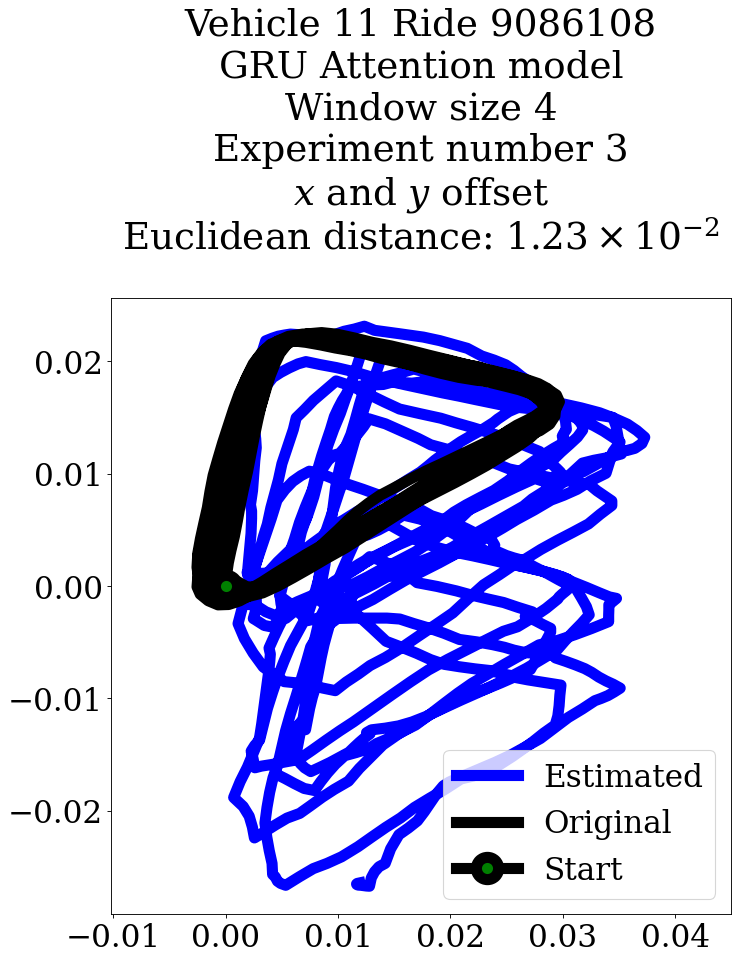 Vehicle 11 Ride 9086108
GRU Attention model
Window size 4
Experiment number 3
x and y offset
Euclidean distance: 1.23 × 10⁻²
0.02
0.01
0.00
−0.01
−0.02
Estimated
Original
Start
−0.01 0.00 0.01 0.02 0.03 0.04